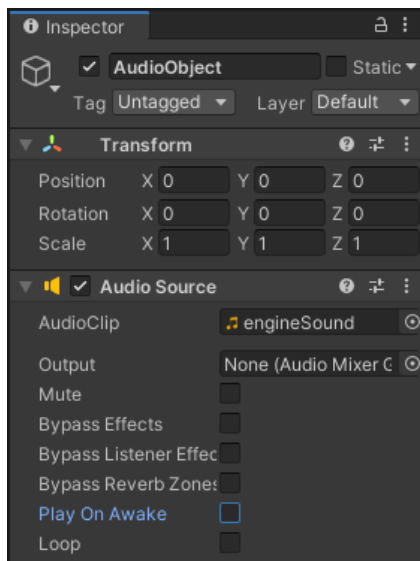 Inspector
AudioObject Static
Tag Untagged Layer Default
Transform
Position X 0 Y 0 Z 0
Rotation X 0 Y 0 Z 0
Scale X 1 Y 1 Z 1
Audio Source
AudioClip engineSound
Output None (Audio Mixer G
Mute
Bypass Effects
Bypass Listener Effec
Bypass Reverb Zones
Play On Awake
Loop